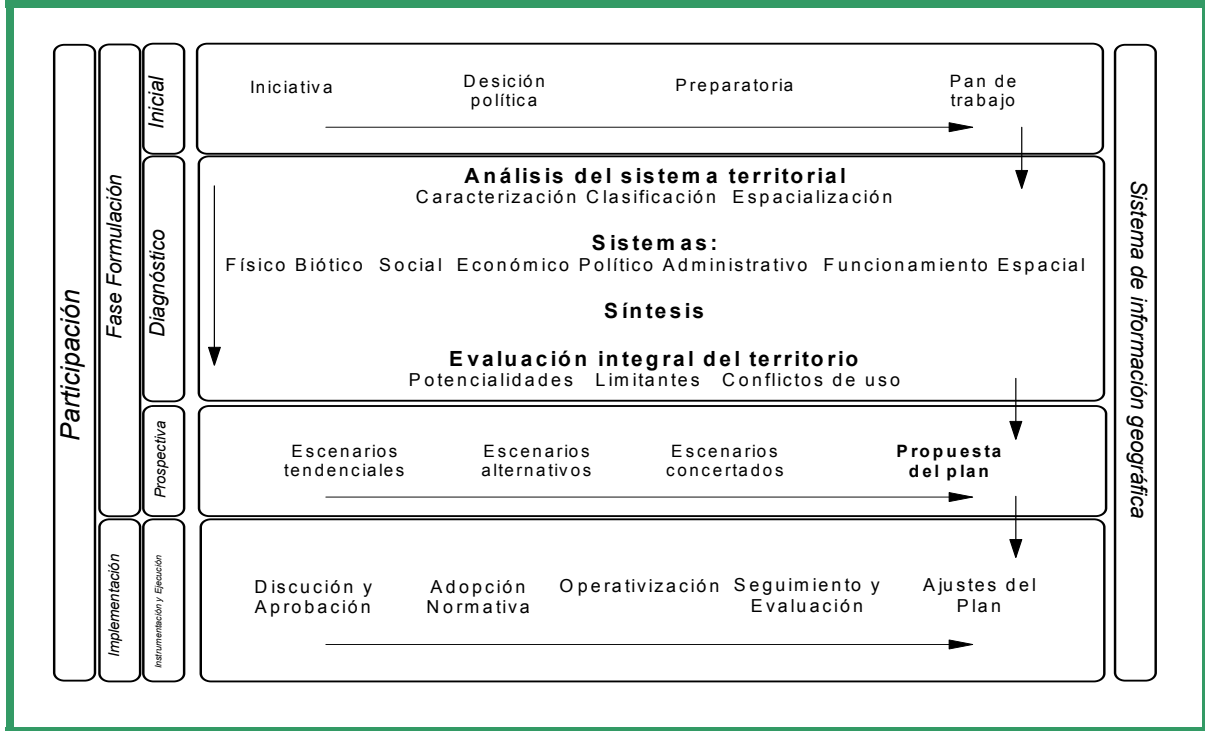 Participación
Fase Formulación
Implementación
Inicial
Iniciativa
Desición
política
Preparatoria
Pan de
trabajo
Diagnóstico
Análisis del sistema territorial
Caracterización Clasificación Espacialización
Sistemas:
Físico Biótico Social Económico Político Administrativo Funcionamiento Espacial
Síntesis
Evaluación integral del territorio
Potencialidades Limitantes Conflictos de uso
Prospectiva
Escenarios
tendenciales
Escenarios
alternativos
Escenarios
concertados
Propuesta
del plan
Instrumentación y Ejecución
Discución y
Aprobación
Adopción
Normativa
Operativización
Seguimiento y
Evaluación
Ajustes del
Plan
Sistema de información geográfica